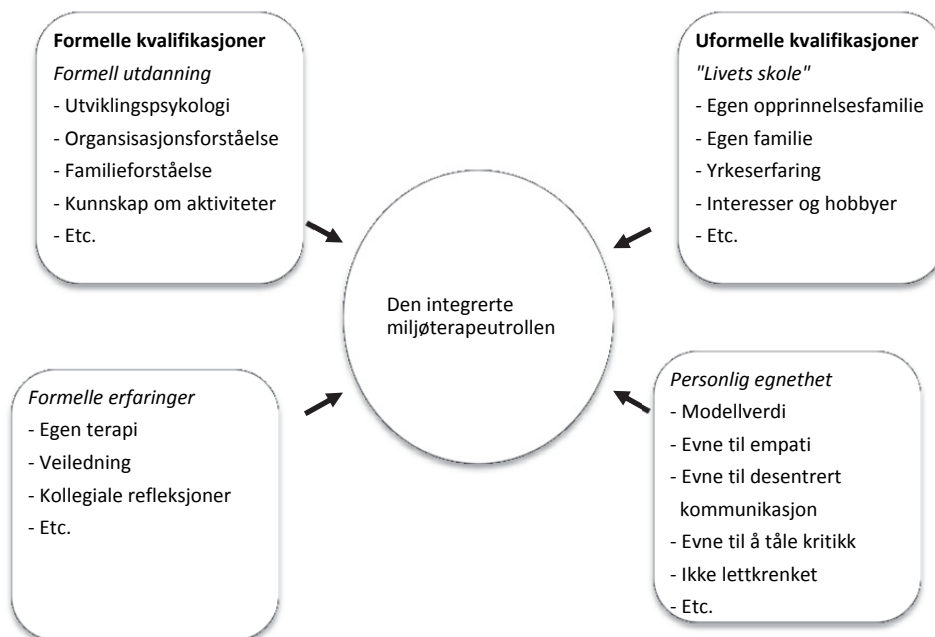 Formelle kvalifikasjoner
Formell utdanning
- Utviklingspsykologi
- Organsisasjonsforståelse
- Familieforståelse
- Kunnskap om aktiviteter
- Etc.
Uformelle kvalifikasjoner
"Livets skole"
- Egen opprinnelsesfamilie
- Egen familie
- Yrkeserfaring
- Interesser og hobbyer
- Etc.
Den integrerte
miljøterapeutrollen
Formelle erfaringer
- Egen terapi
- Veiledning
- Kollegiale refleksjoner
- Etc.
Personlig egnethet
- Modellverdi
- Evne til empati
- Evne til desentrert
kommunikasjon
- Evne til å tåle kritikk
- Ikke lettkrenket
- Etc.